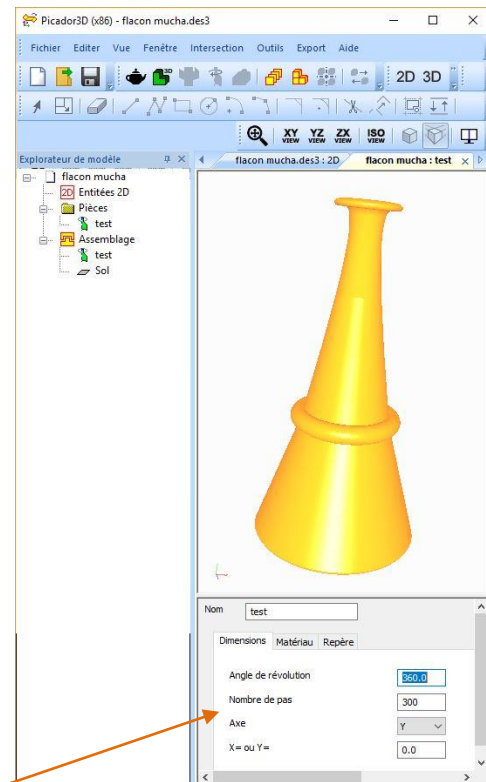 Picador3D (x86) - flacon mucha.des3
Fichier Editer Vue Fenêtre Intersection Outils Export Aide
2D 3D
XY VIEW YZ VIEW ZX VIEW ISO VIEW
Explorateur de modèle
flacon mucha.des3 : 2D flacon mucha : test
flacon mucha
2D Entitées 2D
Pièces
test
Assemblage
test
Sol
Nom test
Dimensions Matériau Repère
Angle de révolution 360.0
Nombre de pas 300
Axe Y
X= ou Y= 0.0